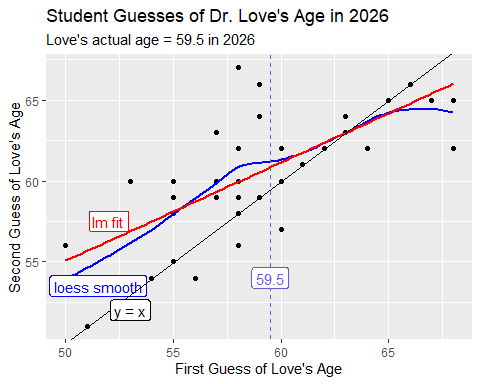 Student Guesses of Dr. Love's Age in 2026
Love's actual age = 59.5 in 2026
Second Guess of Love's Age
65
60
55
lm fit
loess smooth
y = x
59.5
50
55
60
65
First Guess of Love's Age